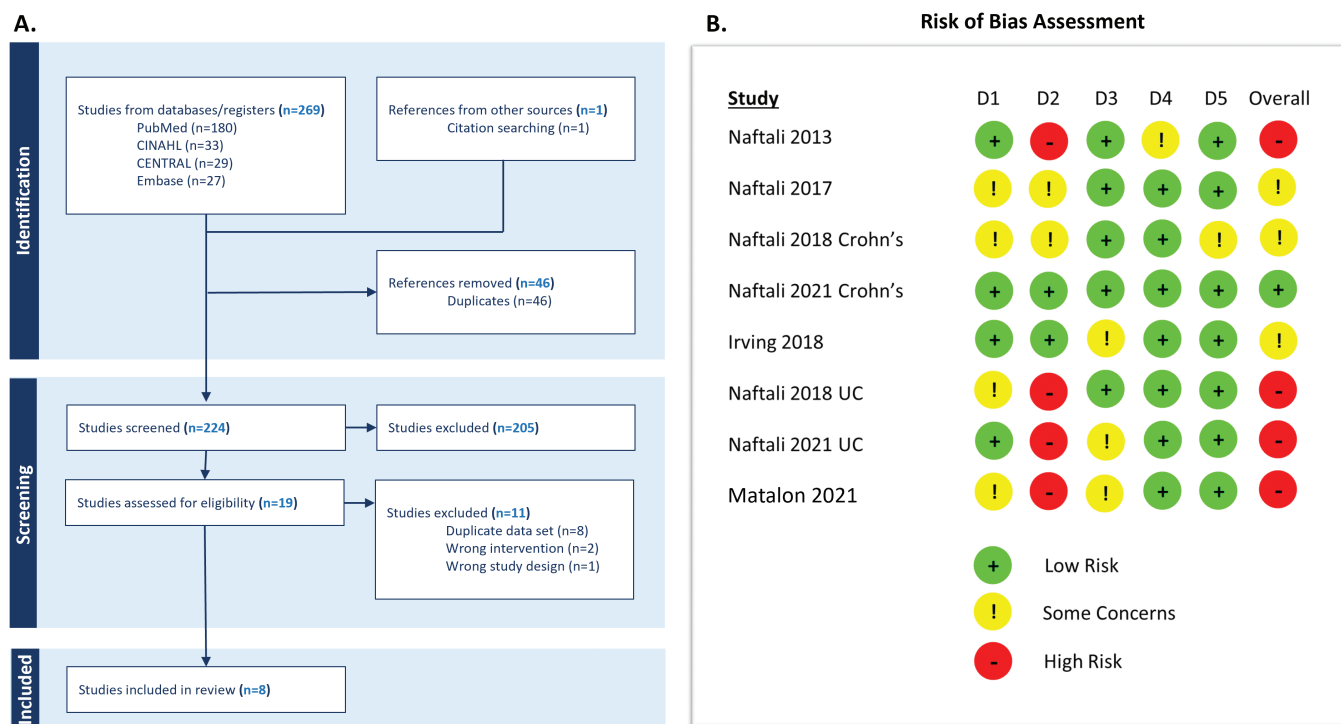 A.
Identification
Studies from databases/registers (n=269)
PubMed (n=180)
CINAHL (n=33)
CENTRAL (n=29)
Embase (n=27)
References from other sources (n=1)
Citation searching (n=1)
References removed (n=46)
Duplicates (n=46)
Screening
Studies screened (n=224)
Studies excluded (n=205)
Studies assessed for eligibility (n=19)
Studies excluded (n=11)
Duplicate data set (n=8)
Wrong intervention (n=2)
Wrong study design (n=1)
Included
Studies included in review (n=8)
B.
Risk of Bias Assessment
Study D1 D2 D3 D4 D5 Overall
Naftali 2013 + - + ! + -
Naftali 2017 ! ! + + + !
Naftali 2018 Crohn's ! ! + + ! !
Naftali 2021 Crohn's + + + + + +
Irving 2018 + + ! + + !
Naftali 2018 UC ! - + + + -
Naftali 2021 UC + - ! + + -
Matalon 2021 ! - ! + + -
+ Low Risk
! Some Concerns
- High Risk